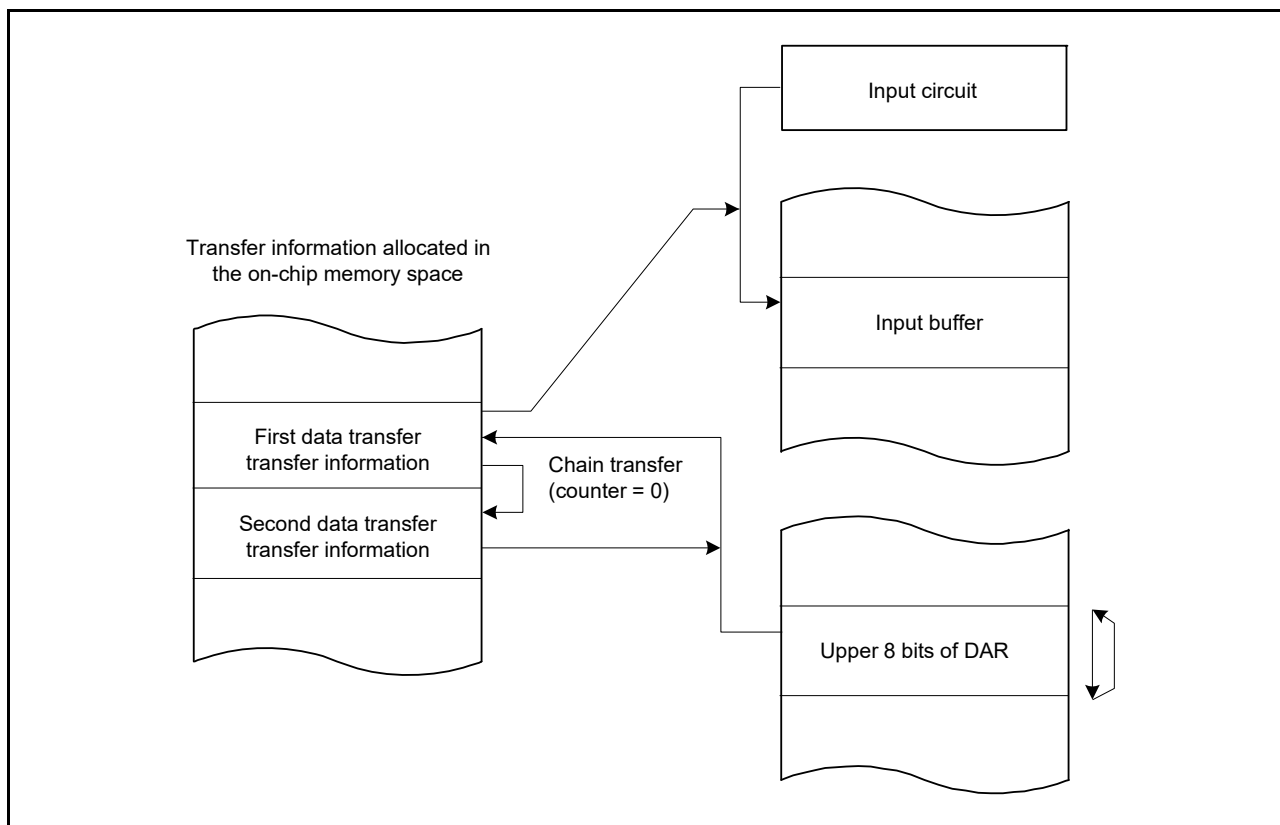 Input circuit
Transfer information allocated in
the on-chip memory space
Input buffer
First data transfer
transfer information
Chain transfer
(counter = 0)
Second data transfer
transfer information
Upper 8 bits of DAR